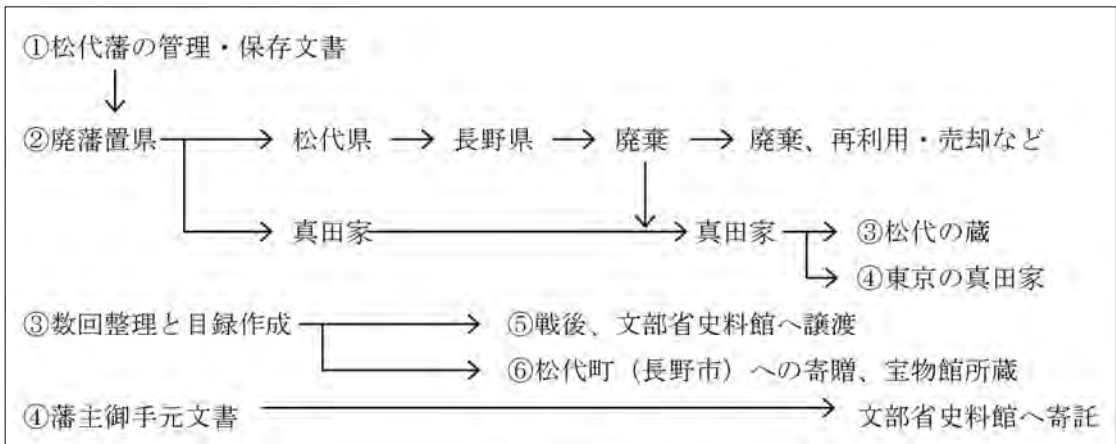 ①松代藩の管理・保存文書
②廃藩置県 松代県 長野県 廃棄 廃棄、再利用・売却など
真田家 真田家 ③松代の蔵
④東京の真田家
③数回整理と目録作成 ⑤戦後、文部省史料館へ譲渡
⑥松代町（長野市）への寄贈、宝物館所蔵
④藩主御手元文書 文部省史料館へ寄託